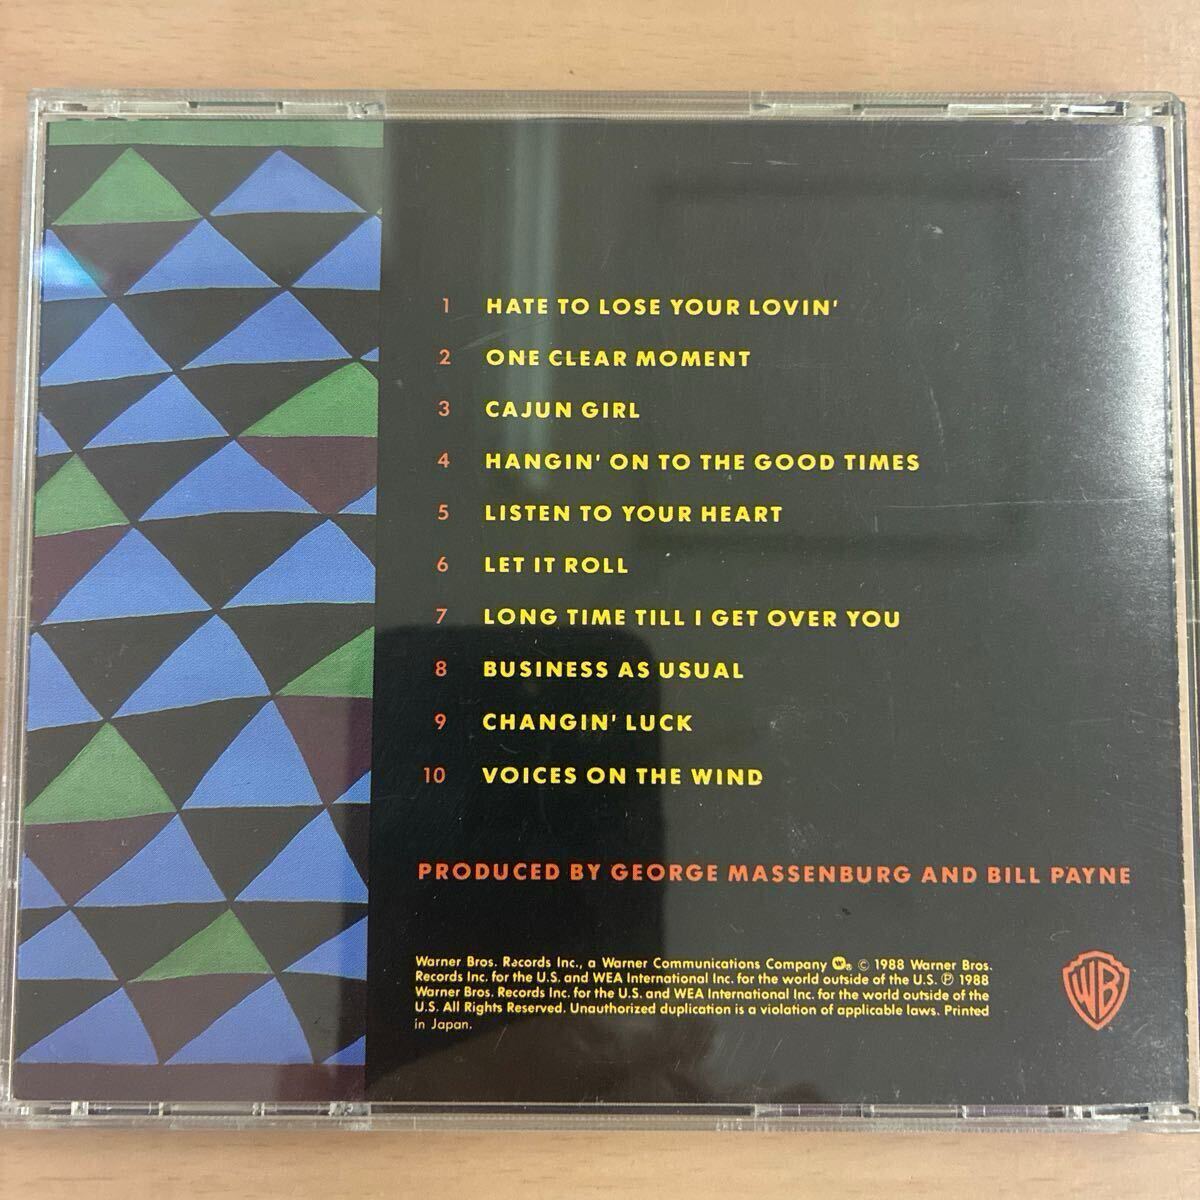 1 HATE TO LOSE YOUR LOVIN'
2 ONE CLEAR MOMENT
3 CAJUN GIRL
4 HANGIN' ON TO THE GOOD TIMES
5 LISTEN TO YOUR HEART
6 LET IT ROLL
7 LONG TIME TILL I GET OVER YOU
8 BUSINESS AS USUAL
9 CHANGIN' LUCK
10 VOICES ON THE WIND
PRODUCED BY GEORGE MASSENBURG AND BILL PAYNE
Warner Bros. Records Inc., a Warner Communications Company W® © 1988 Warner Bros.
Records Inc. for the U.S. and WEA International Inc. for the world outside of the U.S. ℗ 1988
Warner Bros. Records Inc. for the U.S. and WEA International Inc. for the world outside of the
U.S. All Rights Reserved. Unauthorized duplication is a violation of applicable laws. Printed
in Japan.
WB